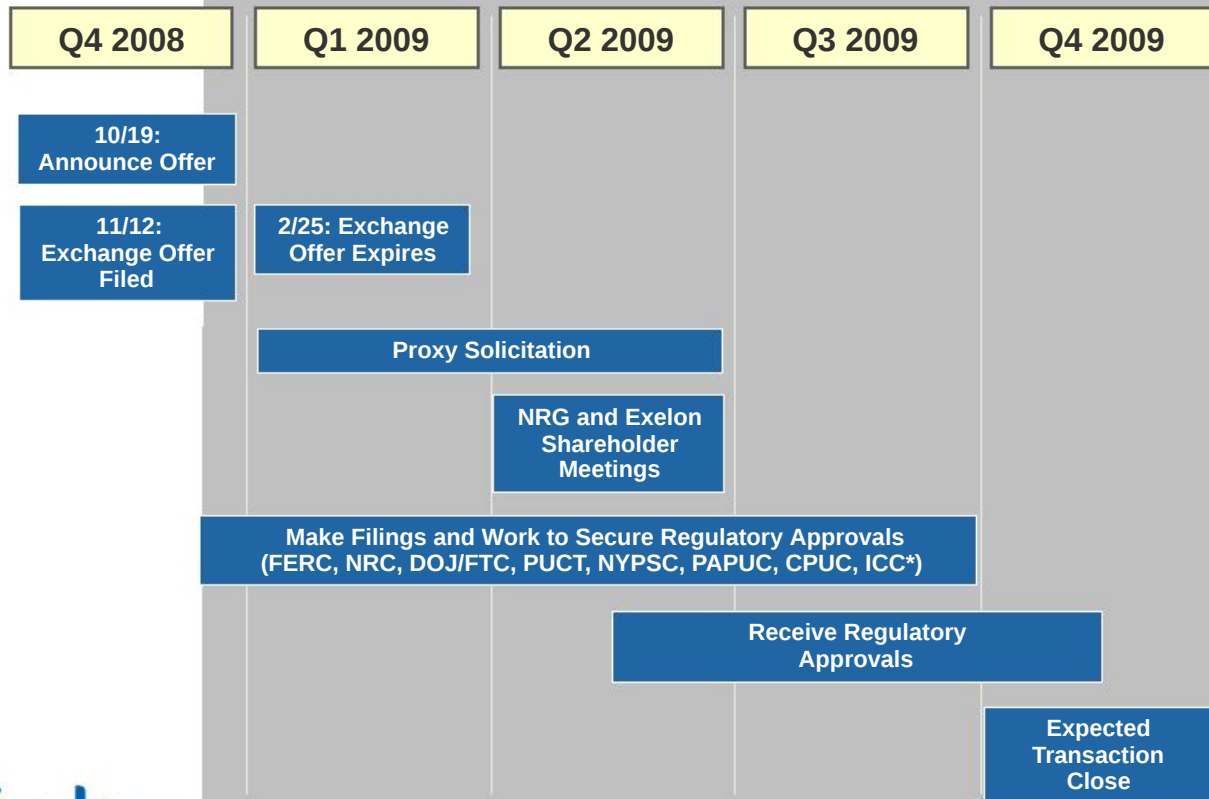 Q4 2008
Q1 2009
Q2 2009
Q3 2009
Q4 2009
10/19:
Announce Offer
11/12:
Exchange Offer
Filed
2/25: Exchange
Offer Expires
Proxy Solicitation
NRG and Exelon
Shareholder
Meetings
Make Filings and Work to Secure Regulatory Approvals
(FERC, NRC, DOJ/FTC, PUCT, NYPSC, PAPUC, CPUC, ICC*)
Receive Regulatory
Approvals
Expected
Transaction
Close